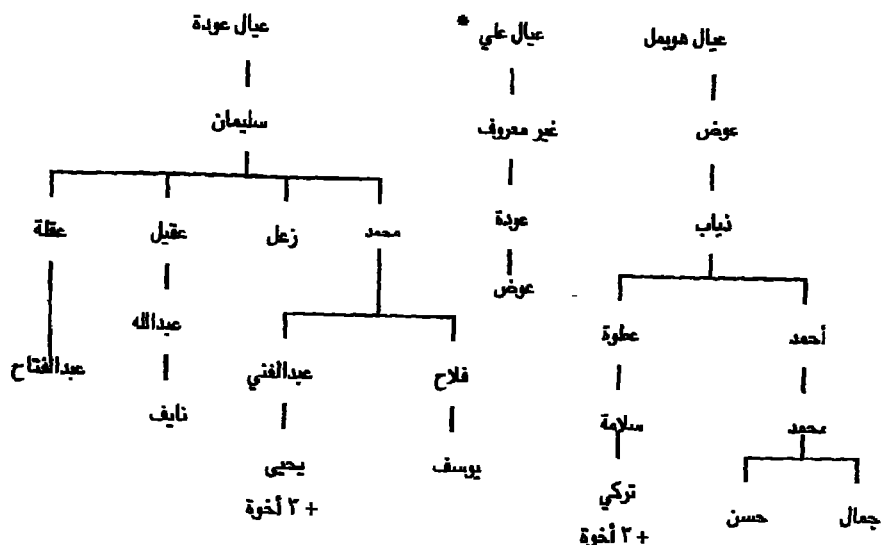 عيال هويمل
عيال علي *
عيال عودة
عوض
غير معروف
سليمان
ذياب
عودة
محمد
زعل
عقيل
عقلة
عوض
أحمد
عطوة
فلاح
عبدالغني
عبدالله
عبدالفتاح
محمد
سلامة
يوسف
يحيى
نايف
جمال
حسن
تركي
+ ٣ أخوة
+ ٣ أخوة